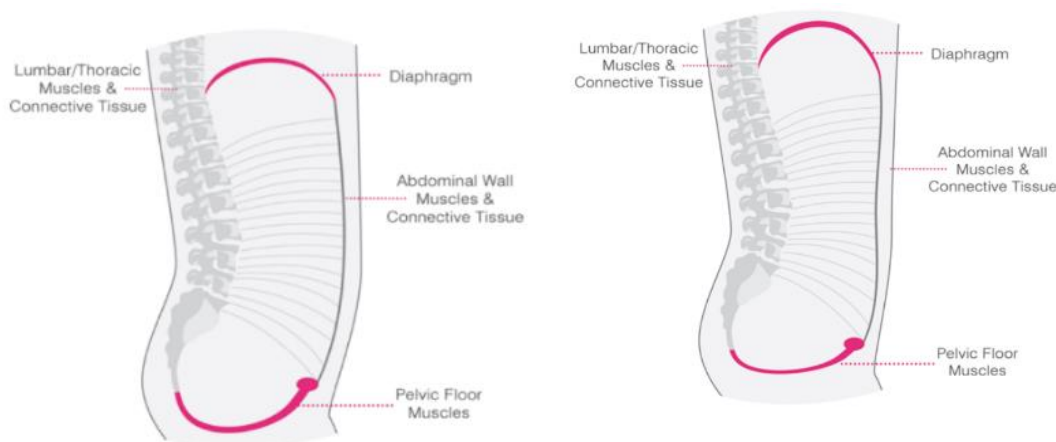 Lumbar/Thoracic
Muscles &
Connective Tissue
Diaphragm
Abdominal Wall
Muscles &
Connective Tissue
Pelvic Floor
Muscles
Lumbar/Thoracic
Muscles &
Connective Tissue
Diaphragm
Abdominal Wall
Muscles &
Connective Tissue
Pelvic Floor
Muscles